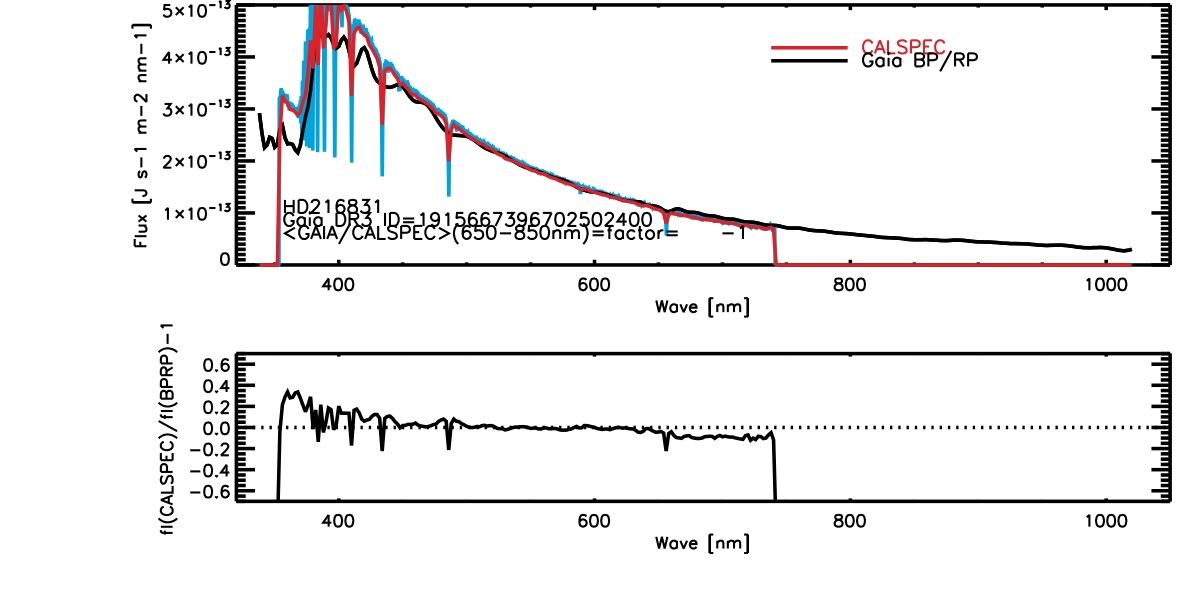 Flux [J s−1 m−2 nm−1]
5×10−13
4×10−13
3×10−13
2×10−13
1×10−13
0
CALSPEC
Gaia BP/RP
HD216831
Gaia DR3 ID=1915667396702502400
<GAIA/CALSPEC>(650−850nm)=factor= −1
400 600 800 1000
Wave [nm]
fl(CALSPEC)/fl(BPRP)−1
0.6
0.4
0.2
0.0
−0.2
−0.4
−0.6
400 600 800 1000
Wave [nm]